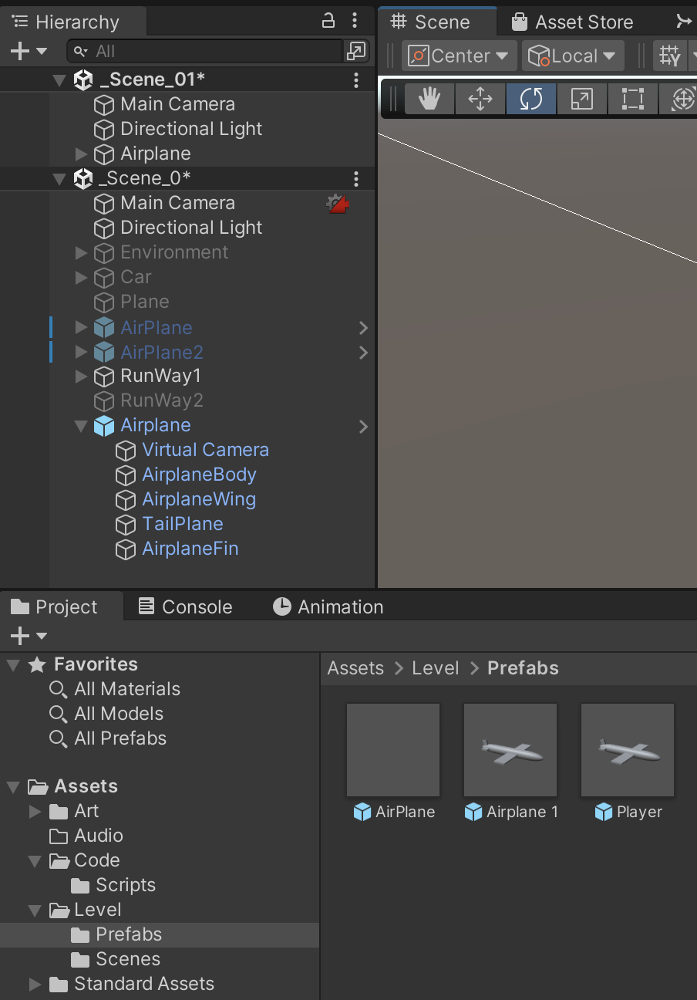 Hierarchy
All
_Scene_01*
Main Camera
Directional Light
Airplane
_Scene_0*
Main Camera
Directional Light
Environment
Car
Plane
AirPlane
AirPlane2
RunWay1
RunWay2
Airplane
Virtual Camera
AirplaneBody
AirplaneWing
TailPlane
AirplaneFin
Scene
Asset Store
Center
Local
Y
Project
Console
Animation
Favorites
All Materials
All Models
All Prefabs
Assets
Art
Audio
Code
Scripts
Level
Prefabs
Scenes
Standard Assets
Assets > Level > Prefabs
AirPlane
Airplane 1
Player